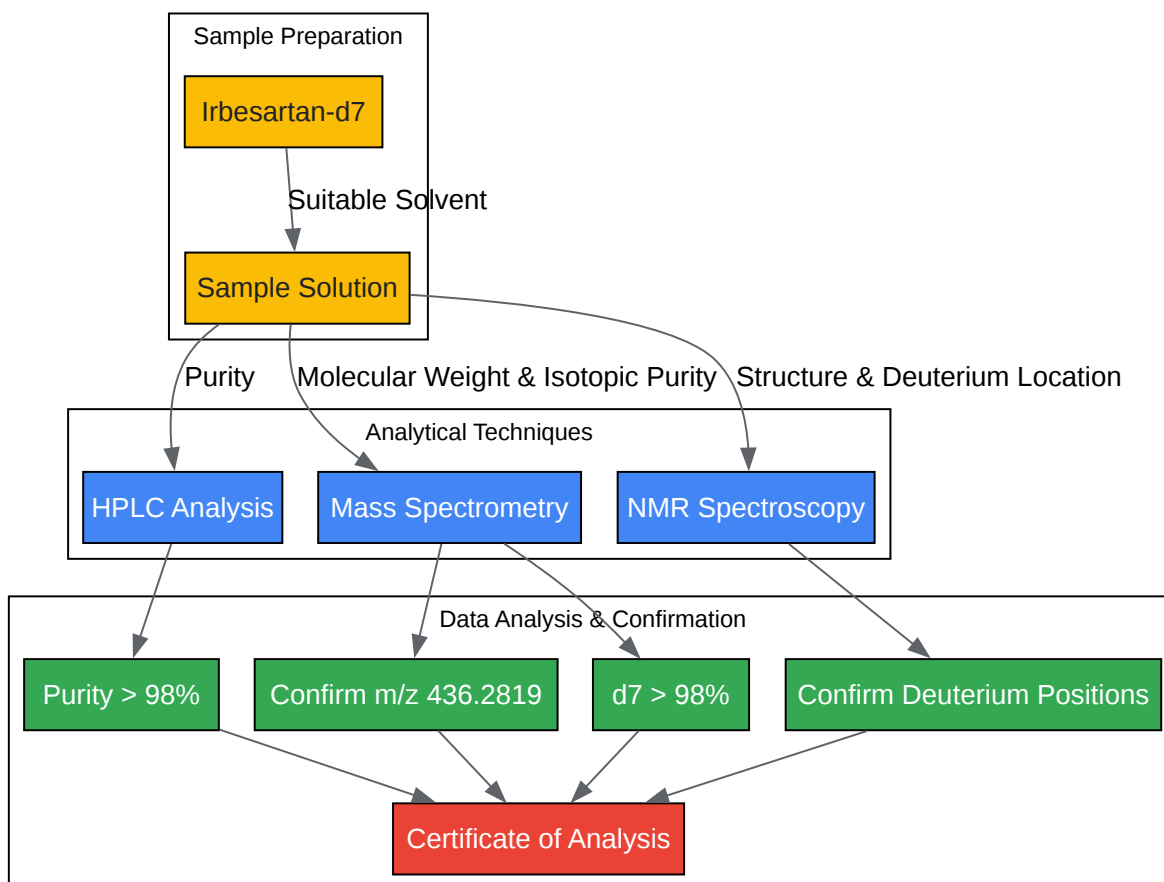 Sample Preparation
Irbesartan-d7
Suitable Solvent
Sample Solution
Purity
Molecular Weight & Isotopic Purity
Structure & Deuterium Location
Analytical Techniques
HPLC Analysis
Mass Spectrometry
NMR Spectroscopy
Data Analysis & Confirmation
Purity > 98%
Confirm m/z 436.2819
d7 > 98%
Confirm Deuterium Positions
Certificate of Analysis